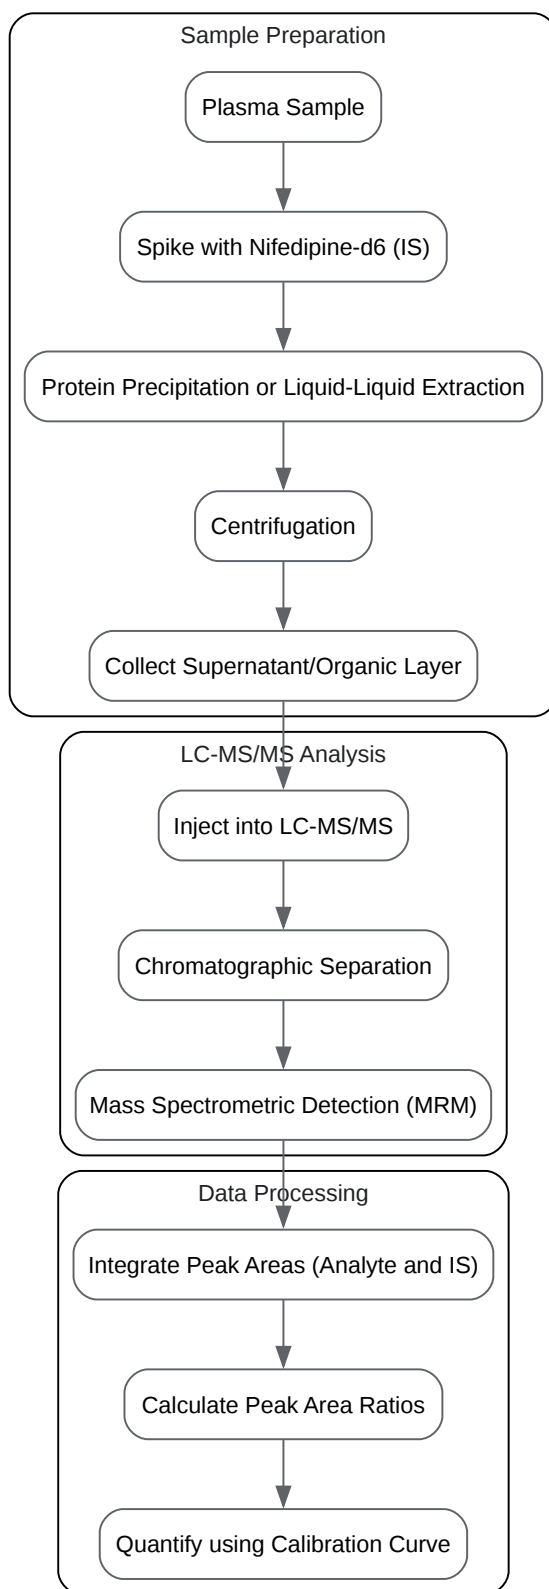 Sample Preparation
Plasma Sample
Spike with Nifedipine-d6 (IS)
Protein Precipitation or Liquid-Liquid Extraction
Centrifugation
Collect Supernatant/Organic Layer
LC-MS/MS Analysis
Inject into LC-MS/MS
Chromatographic Separation
Mass Spectrometric Detection (MRM)
Data Processing
Integrate Peak Areas (Analyte and IS)
Calculate Peak Area Ratios
Quantify using Calibration Curve